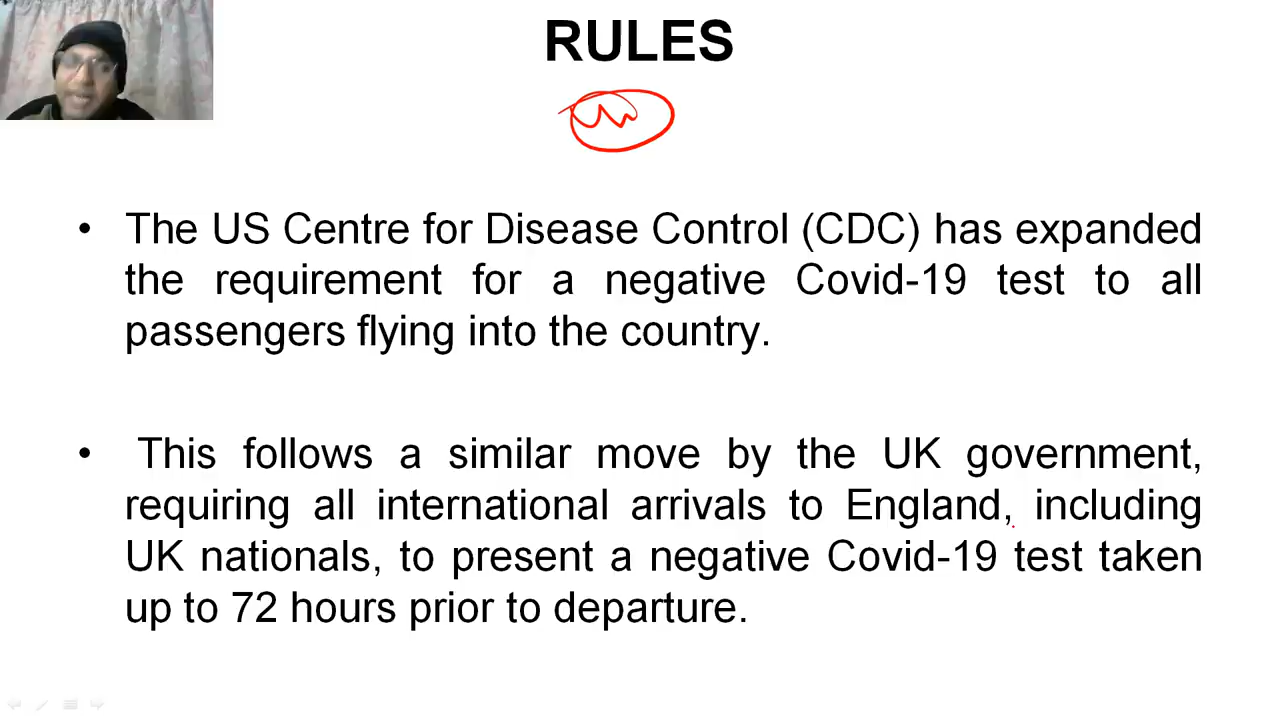 RULES
• The US Centre for Disease Control (CDC) has expanded
the requirement for a negative Covid-19 test to all
passengers flying into the country.
• This follows a similar move by the UK government,
requiring all international arrivals to England, including
UK nationals, to present a negative Covid-19 test taken
up to 72 hours prior to departure.